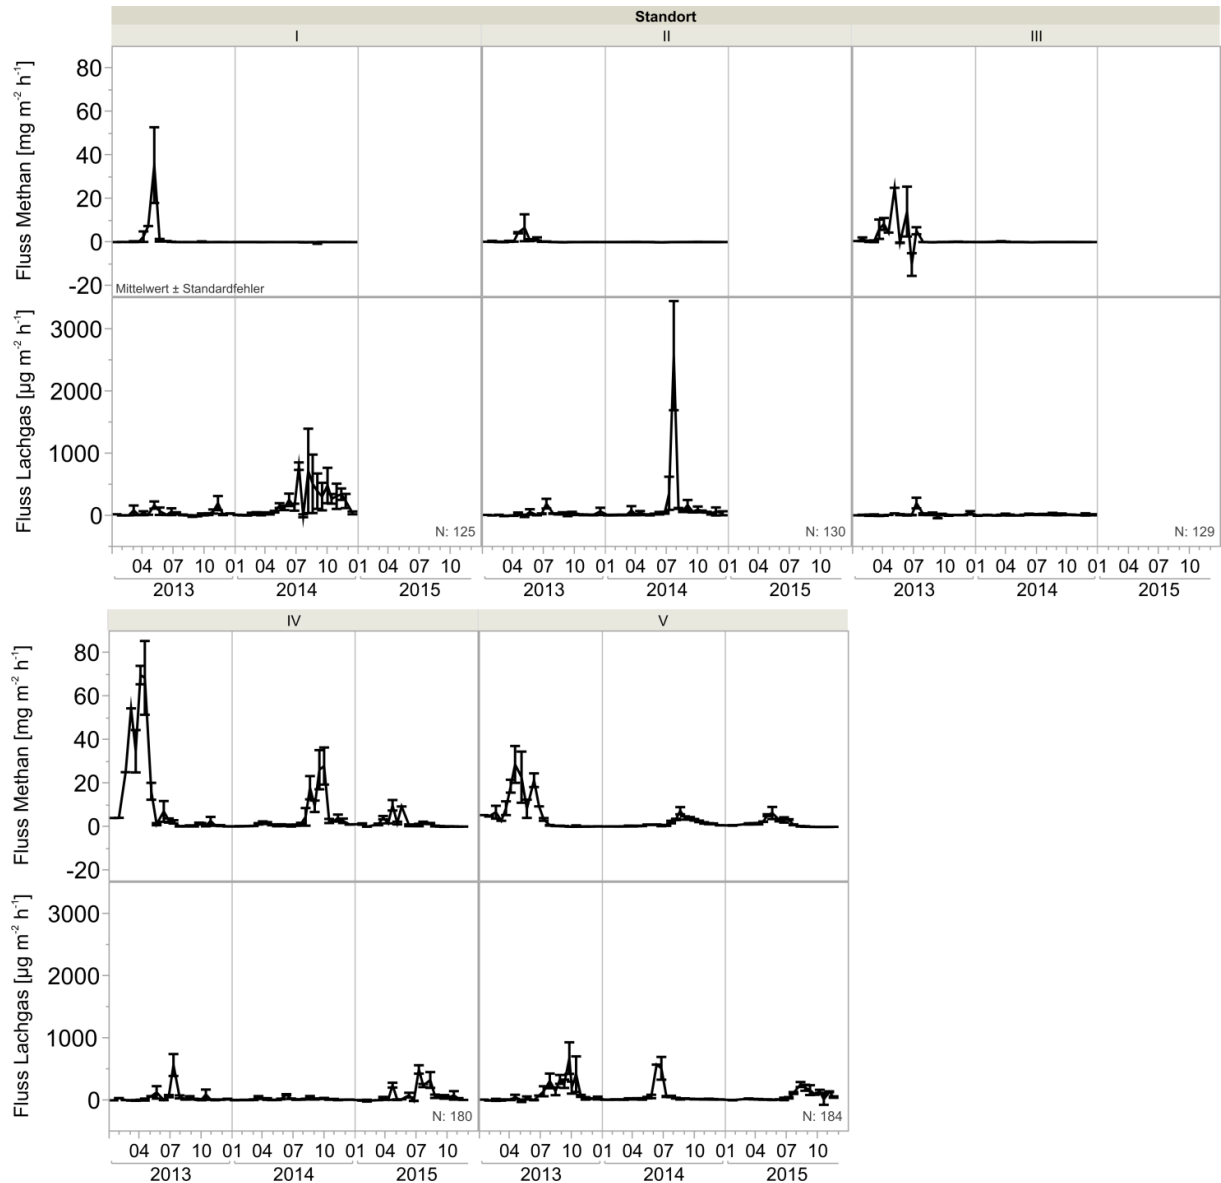 Standort
I II III
Fluss Methan [mg m⁻² h⁻¹]
80
60
40
20
0
-20
Mittelwert ± Standardfehler
Fluss Lachgas [µg m⁻² h⁻¹]
3000
2000
1000
0
N: 125 N: 130 N: 129
04 07 10 01 04 07 10 01 04 07 10 04 07 10 01 04 07 10 01 04 07 10 04 07 10 01 04 07 10 01 04 07 10
2013 2014 2015 2013 2014 2015 2013 2014 2015
IV V
Fluss Methan [mg m⁻² h⁻¹]
80
60
40
20
0
-20
Fluss Lachgas [µg m⁻² h⁻¹]
3000
2000
1000
0
N: 180 N: 184
04 07 10 01 04 07 10 01 04 07 10 04 07 10 01 04 07 10 01 04 07 10
2013 2014 2015 2013 2014 2015